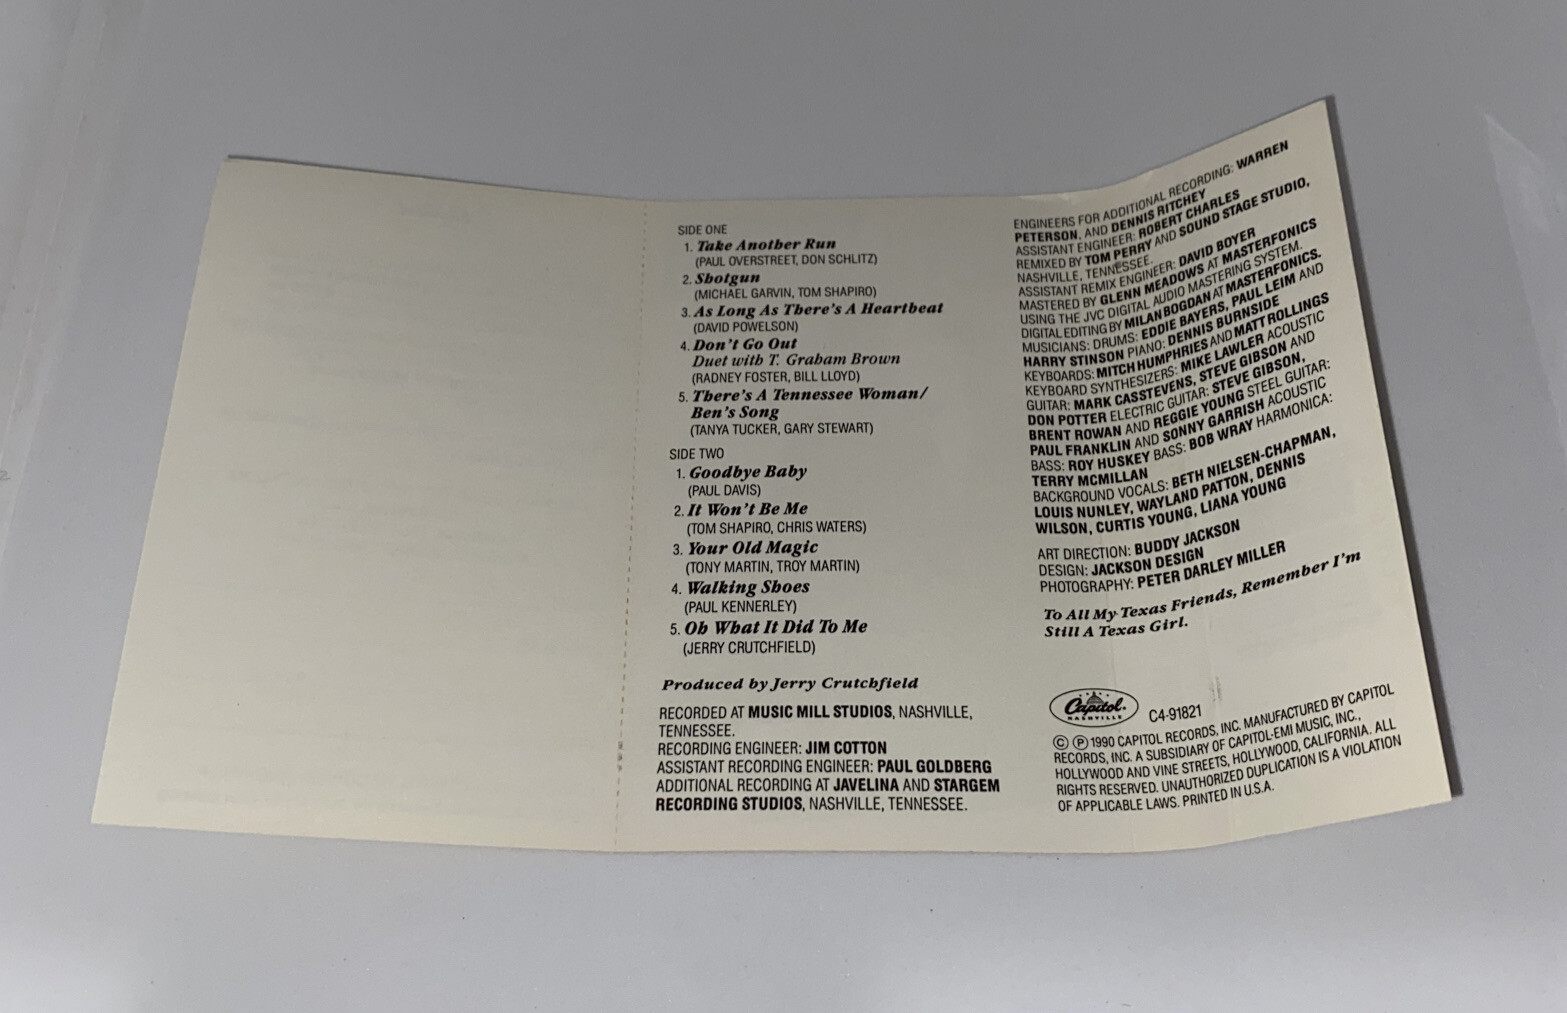 SIDE ONE
1. Take Another Run
(PAUL OVERSTREET, DON SCHLITZ)
2. Shotgun
(MICHAEL GARVIN, TOM SHAPIRO)
3. As Long As There's A Heartbeat
(DAVID POWELSON)
4. Don't Go Out
Duet with T. Graham Brown
(RADNEY FOSTER, BILL LLOYD)
5. There's A Tennessee Woman/
Ben's Song
(TANYA TUCKER, GARY STEWART)
SIDE TWO
1. Goodbye Baby
(PAUL DAVIS)
2. It Won't Be Me
(TOM SHAPIRO, CHRIS WATERS)
3. Your Old Magic
(TONY MARTIN, TROY MARTIN)
4. Walking Shoes
(PAUL KENNERLEY)
5. Oh What It Did To Me
(JERRY CRUTCHFIELD)
Produced by Jerry Crutchfield
RECORDED AT MUSIC MILL STUDIOS, NASHVILLE,
TENNESSEE.
RECORDING ENGINEER: JIM COTTON
ASSISTANT RECORDING ENGINEER: PAUL GOLDBERG
ADDITIONAL RECORDING AT JAVELINA AND STARGEM
RECORDING STUDIOS, NASHVILLE, TENNESSEE.
ENGINEERS FOR ADDITIONAL RECORDING: WARREN
PETERSON, AND DENNIS RITCHEY
ASSISTANT ENGINEER: ROBERT CHARLES
REMIXED BY TOM PERRY AND SOUND STAGE STUDIO,
NASHVILLE, TENNESSEE.
ASSISTANT REMIX ENGINEER: DAVID BOYER
MASTERED BY GLENN MEADOWS AT MASTERFONICS
USING THE JVC DIGITAL AUDIO MASTERING SYSTEM.
DIGITAL EDITING BY MILAN BOGDAN AT MASTERFONICS.
MUSICIANS: DRUMS: EDDIE BAYERS, PAUL LEIM AND
HARRY STINSON PIANO: DENNIS BURNSIDE
KEYBOARDS: MITCH HUMPHRIES AND MATT ROLLINGS
KEYBOARD SYNTHESIZERS: MIKE LAWLER ACOUSTIC
GUITAR: MARK CASSTEVENS, STEVE GIBSON AND
DON POTTER ELECTRIC GUITAR: STEVE GIBSON,
BRENT ROWAN AND REGGIE YOUNG STEEL GUITAR:
PAUL FRANKLIN AND SONNY GARRISH ACOUSTIC
BASS: ROY HUSKEY BASS: BOB WRAY HARMONICA:
TERRY MCMILLAN
BACKGROUND VOCALS: BETH NIELSEN-CHAPMAN,
LOUIS NUNLEY, WAYLAND PATTON, DENNIS
WILSON, CURTIS YOUNG, LIANA YOUNG
ART DIRECTION: BUDDY JACKSON
DESIGN: JACKSON DESIGN
PHOTOGRAPHY: PETER DARLEY MILLER
To All My Texas Friends, Remember I'm
Still A Texas Girl.
Capitol.
NASHVILLE
C4-91821
© ℗ 1990 CAPITOL RECORDS, INC. MANUFACTURED BY CAPITOL
RECORDS, INC. A SUBSIDIARY OF CAPITOL-EMI MUSIC, INC.,
HOLLYWOOD AND VINE STREETS, HOLLYWOOD, CALIFORNIA. ALL
RIGHTS RESERVED. UNAUTHORIZED DUPLICATION IS A VIOLATION
OF APPLICABLE LAWS. PRINTED IN U.S.A.